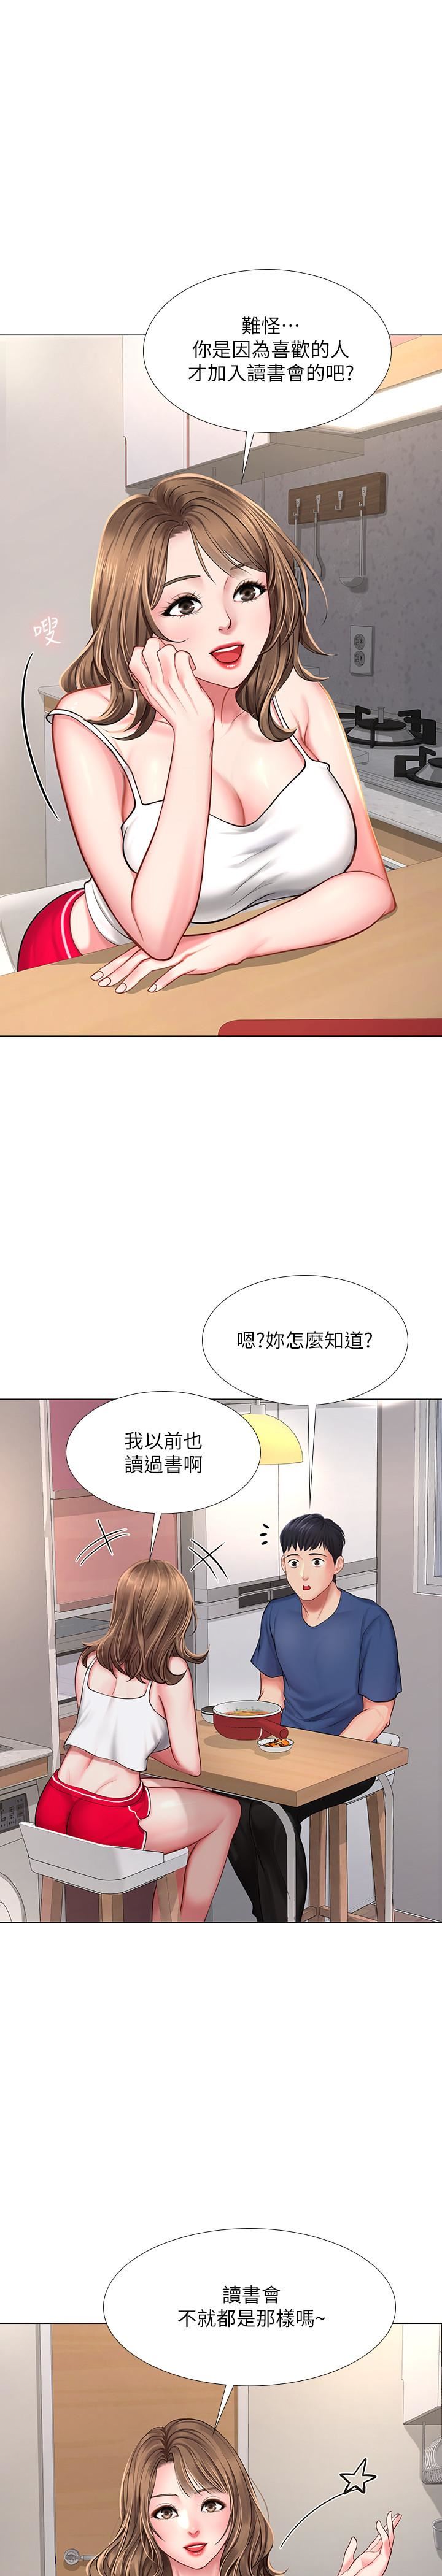 難怪…
你是因為喜歡的人
才加入讀書會的吧?
嗖
嗯?妳怎麼知道?
我以前也
讀過書啊
讀書會
不就都是那樣嗎~